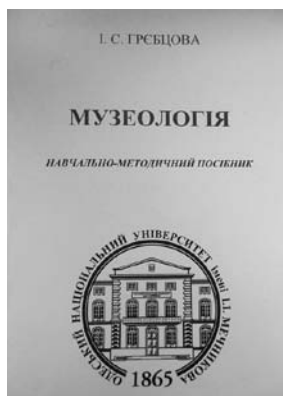 І. С. ГРЄБЦОВА
МУЗЕОЛОГІЯ
НАВЧАЛЬНО-МЕТОДИЧНИЙ ПОСІБНИК
ОДЕСЬКИЙ НАЦІОНАЛЬНИЙ УНІВЕРСИТЕТ імені І.І. МЕЧНИКОВА
1865